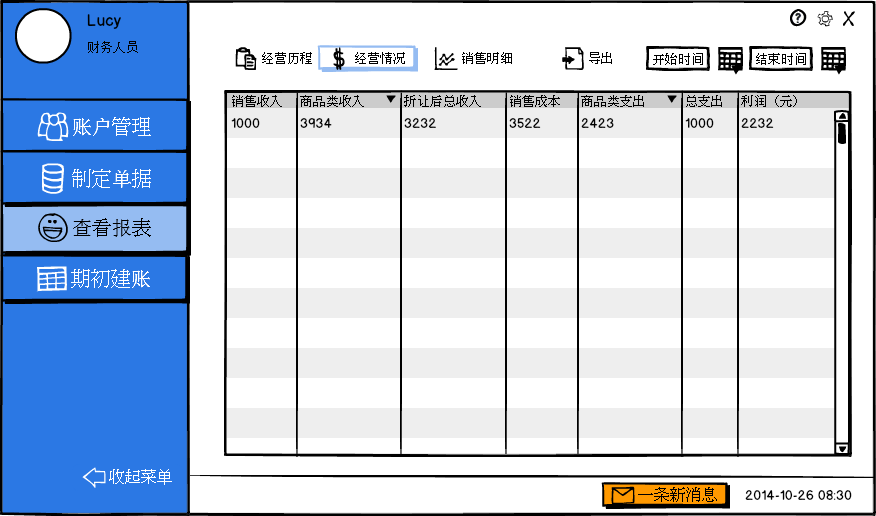 Lucy
财务人员
经营历程 经营情况 销售明细 导出 开始时间 结束时间
账户管理
制定单据
查看报表
期初建账
收起菜单
销售收入 商品类收入 折让后总收入 销售成本 商品类支出 总支出 利润（元）
1000 3934 3232 3522 2423 1000 2232
一条新消息 2014-10-26 08:30